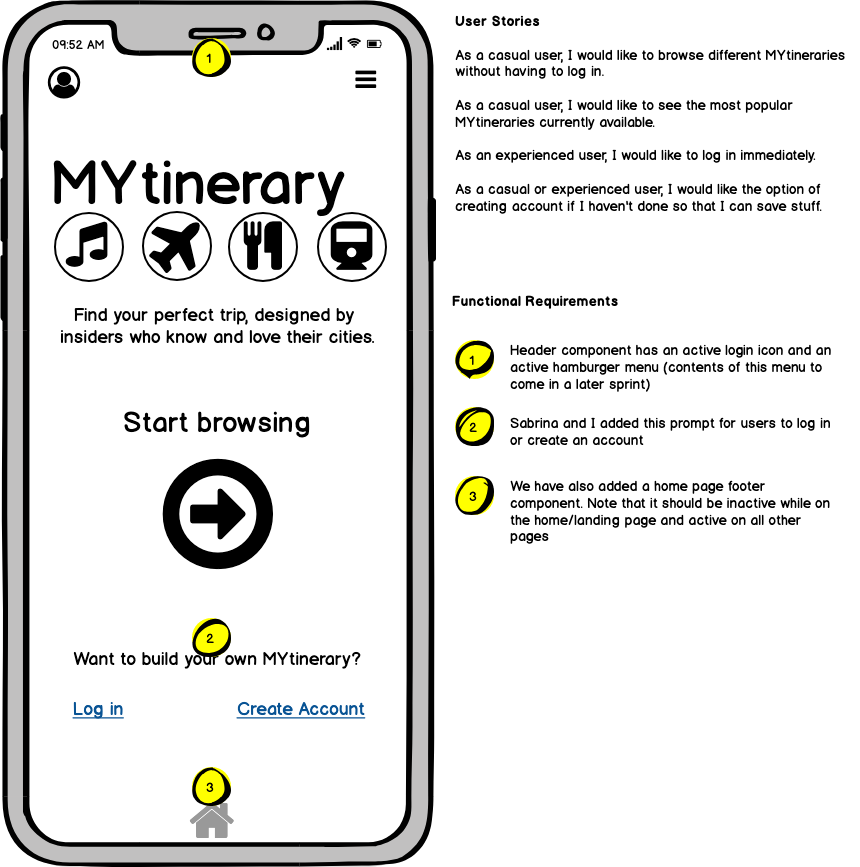 09:52 AM
1
MYtinerary
Find your perfect trip, designed by
insiders who know and love their cities.
Start browsing
2
Want to build your own MYtinerary?
Log in
Create Account
3
User Stories
As a casual user, I would like to browse different MYtineraries
without having to log in.
As a casual user, I would like to see the most popular
MYtineraries currently available.
As an experienced user, I would like to log in immediately.
As a casual or experienced user, I would like the option of
creating account if I haven't done so that I can save stuff.
Functional Requirements
1
Header component has an active login icon and an
active hamburger menu (contents of this menu to
come in a later sprint)
2
Sabrina and I added this prompt for users to log in
or create an account
3
We have also added a home page footer
component. Note that it should be inactive while on
the home/landing page and active on all other
pages